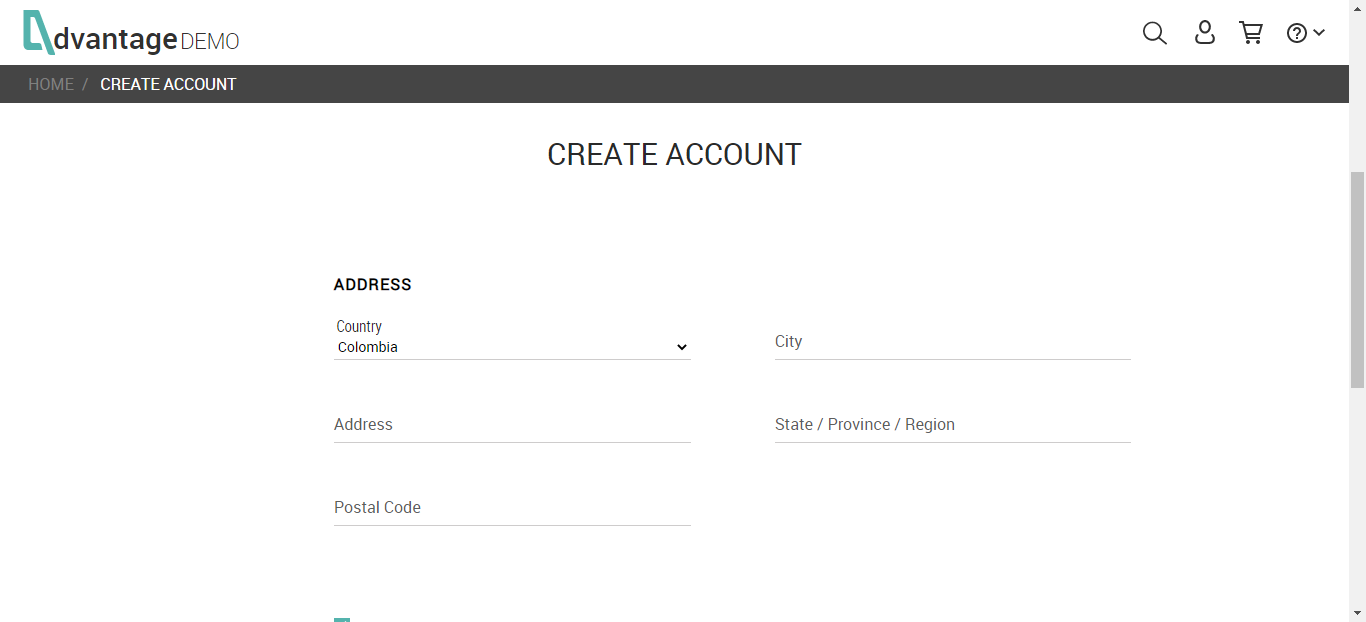 dvantage DEMO
HOME / CREATE ACCOUNT
CREATE ACCOUNT
ADDRESS
Country
Colombia
City
Address
State / Province / Region
Postal Code